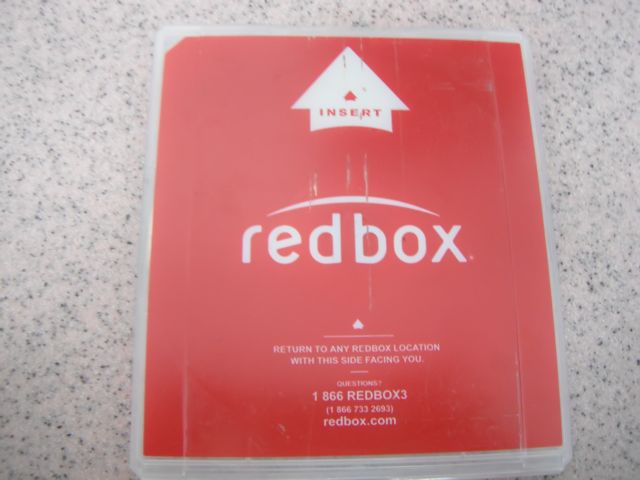 INSERT
redbox.
RETURN TO ANY REDBOX LOCATION
WITH THIS SIDE FACING YOU.
QUESTIONS?
1 866 REDBOX3
(1 866 733 2693)
redbox.com